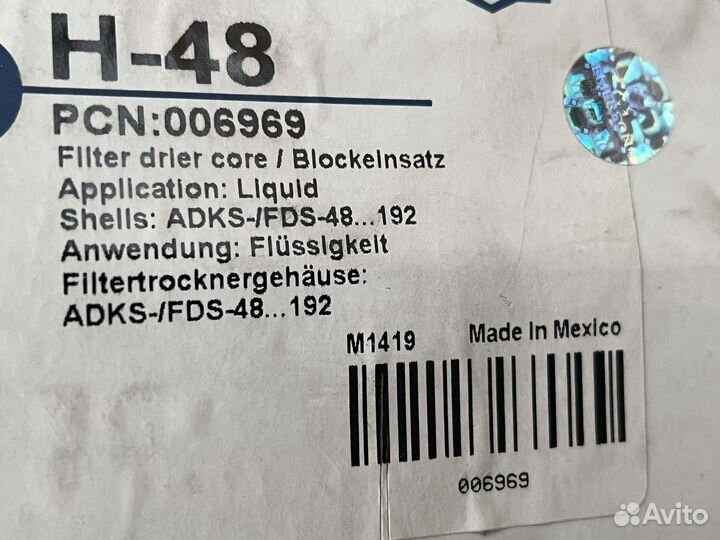 H-48
PCN:006969
Filter drier core / Blockeinsatz
Application: Liquid
Shells: ADKS-/FDS-48...192
Anwendung: Flüssigkeit
Filtertrocknergehäuse:
ADKS-/FDS-48...192
M1419 Made in Mexico
006969
Avito